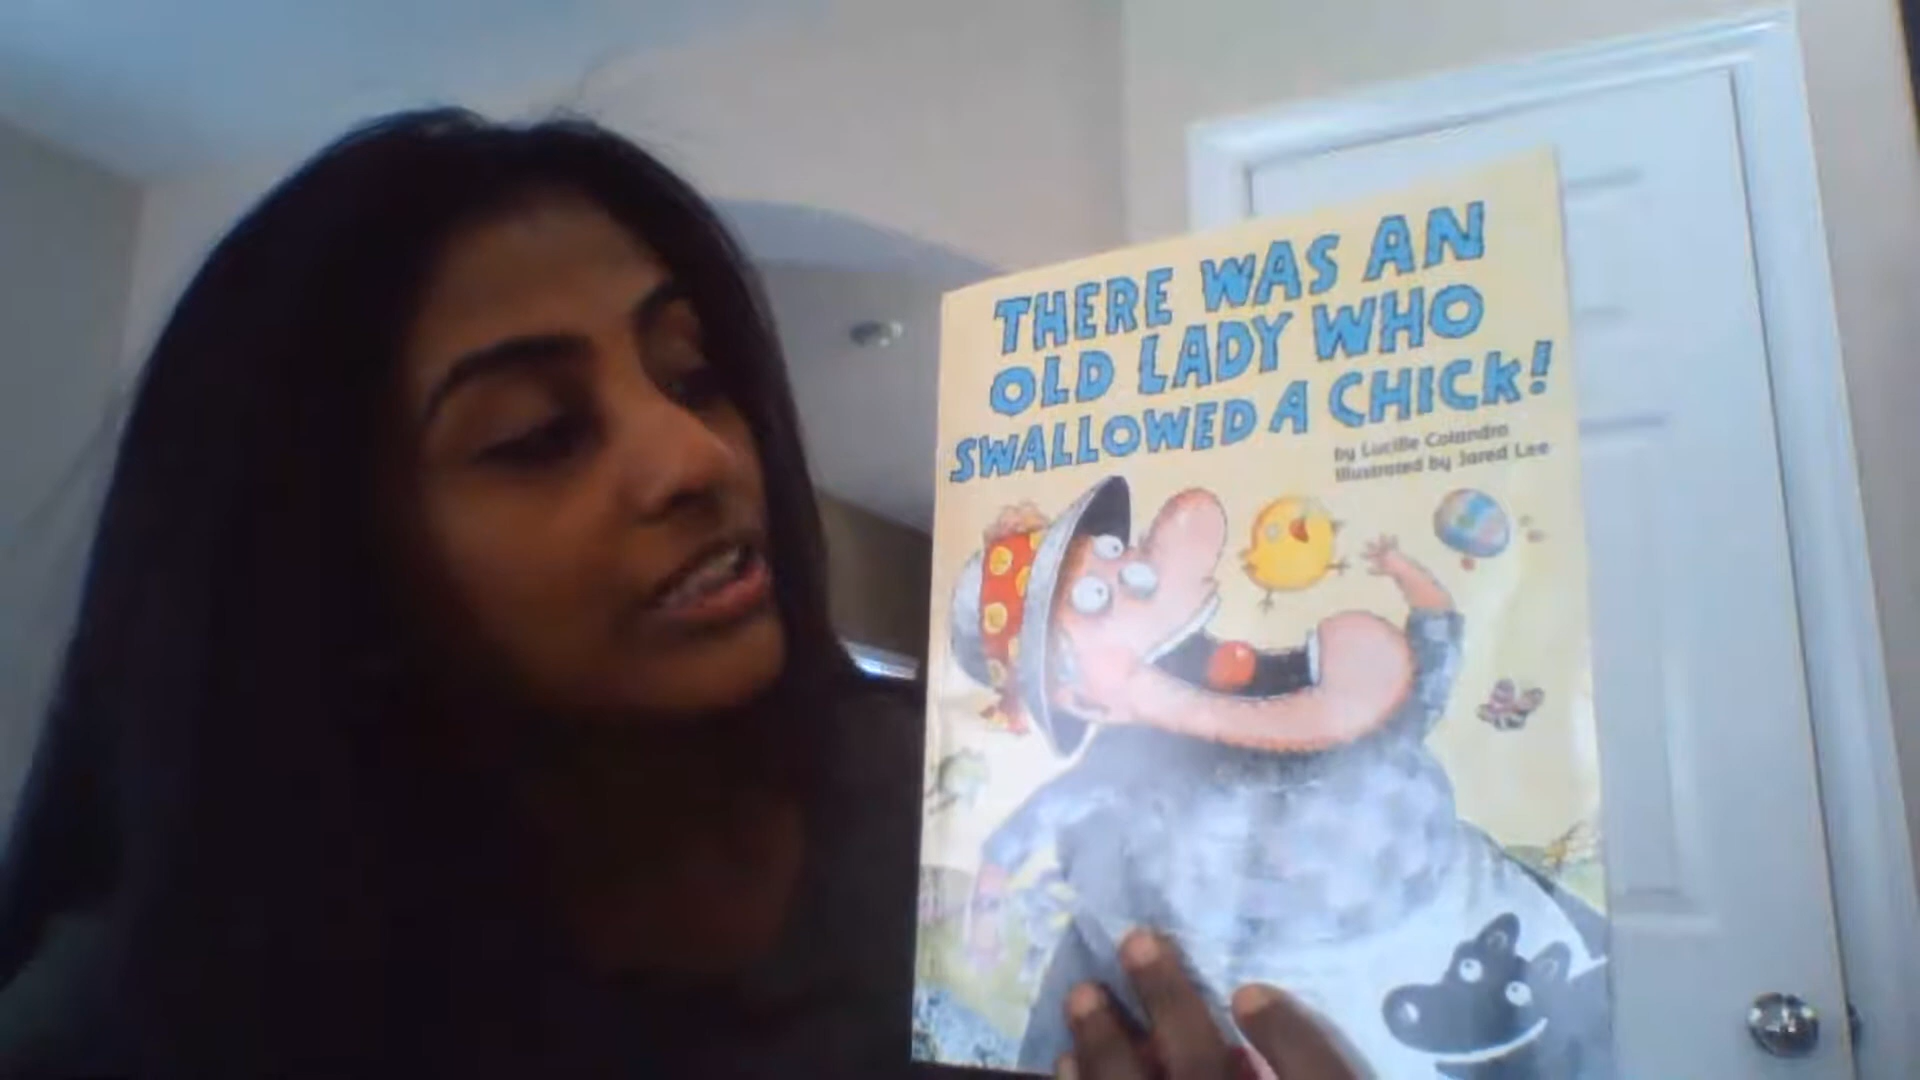 THERE WAS AN
OLD LADY WHO
SWALLOWED A CHICK!
by Lucille Colandro
Illustrated by Jared Lee